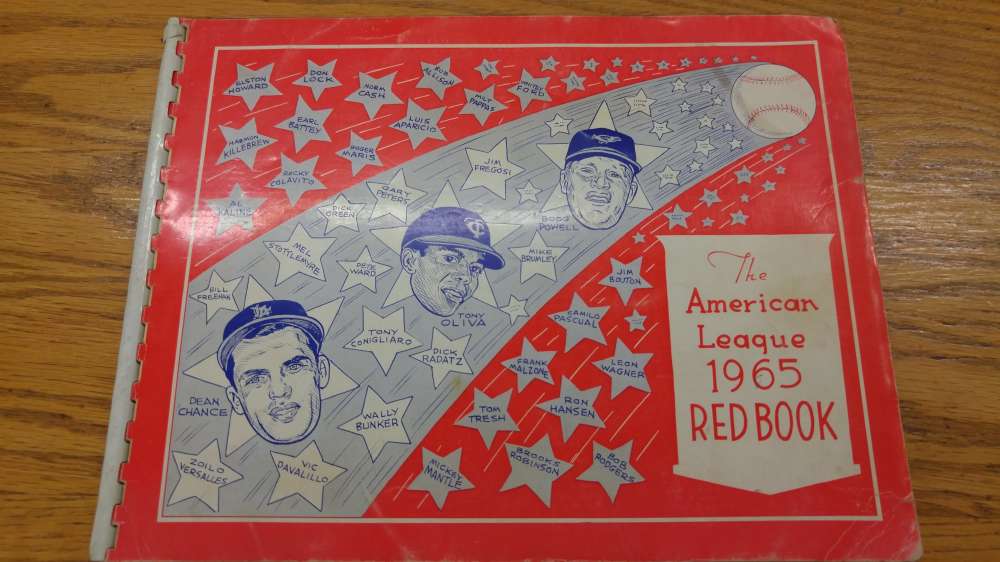 ELSTON
HOWARD
DON
LOCK
NORM
CASH
BOB
ALLISON
MILT
PAPPAS
WHITEY
FORD
HARMON
KILLEBREW
EARL
BATTEY
LUIS
APARICIO
ROGER
MARIS
ROCKY
COLAVITO
AL
KALINE
JIM
FREGOSI
GARY
PETERS
DICK
GREEN
BOOG
POWELL
MEL
STOTTLEMYRE
PETE
WARD
MIKE
BRUMLEY
BILL
FREEHAN
TONY
OLIVA
TONY
CONIGLIARO
DICK
RADATZ
DEAN
CHANCE
WALLY
BUNKER
ZOILO
VERSALLES
VIC
DAVALILLO
JIM
BOUTON
CAMILO
PASCUAL
FRANK
MALZONE
LEON
WAGNER
TOM
TRESH
RON
HANSEN
MICKEY
MANTLE
BROOKS
ROBINSON
BOB
RODGERS
The
American
League
1965
RED BOOK